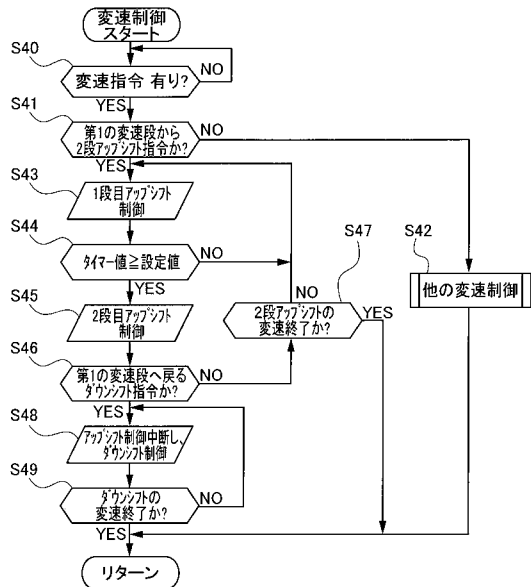 変速制御
スタート
S40
変速指令 有り?
NO
YES
S41
第1の変速段から
2段アップシフト指令か?
NO
YES
S43
1段目アップシフト
制御
S44
タイマー値≧設定値
NO
YES
S45
2段目アップシフト
制御
S47
2段アップシフトの
変速終了か?
NO
YES
S42
他の変速制御
S46
第1の変速段へ戻る
ダウンシフト指令か?
NO
YES
S48
アップシフト制御中断し、
ダウンシフト制御
S49
ダウンシフトの
変速終了か?
NO
YES
リターン